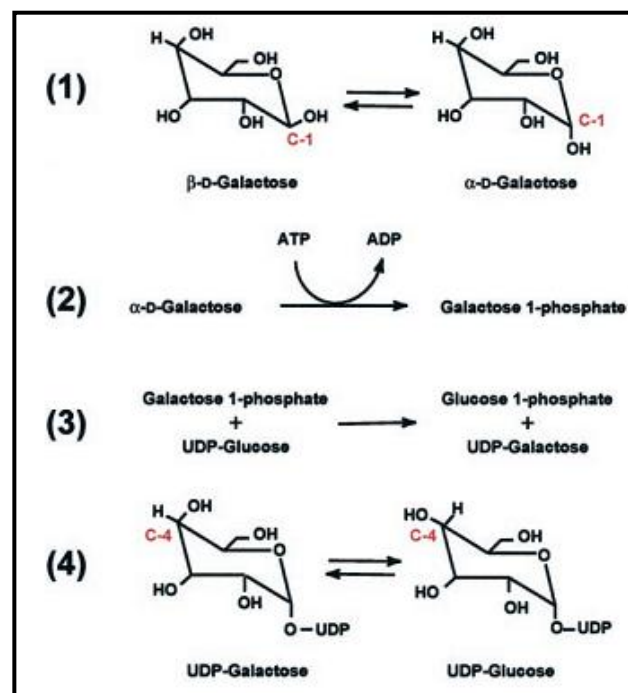 (1)
H OH
OH
O
HO OH OH
C-1
β-D-Galactose
H OH
OH
O
HO OH
C-1
OH
α-D-Galactose
ATP ADP
(2) α-D-Galactose Galactose 1-phosphate
Galactose 1-phosphate Glucose 1-phosphate
(3) + +
UDP-Glucose UDP-Galactose
(4)
H OH
C-4 OH
O
HO OH
O-UDP
UDP-Galactose
HO H
C-4 OH
O
HO OH
O-UDP
UDP-Glucose